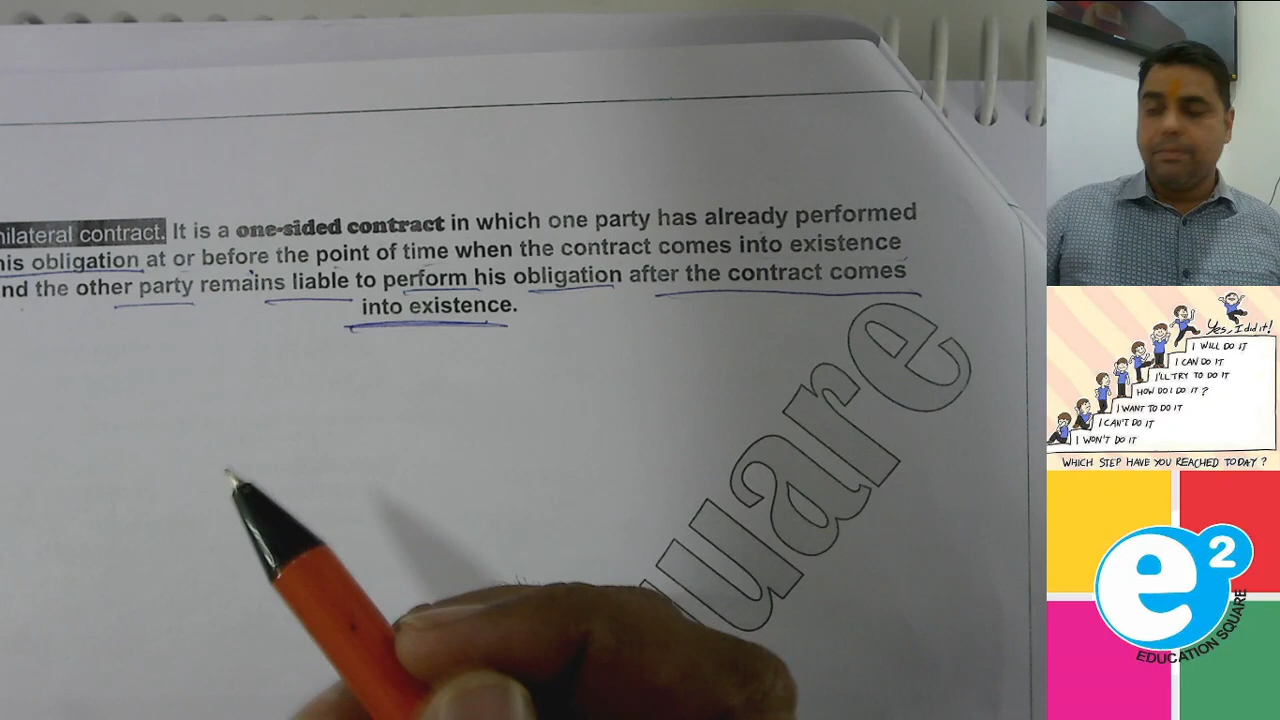 nilateral contract. It is a one-sided contract in which one party has already performed
his obligation at or before the point of time when the contract comes into existence
nd the other party remains liable to perform his obligation after the contract comes
into existence.
uare
Yes, I did it!
I WILL DO IT
I CAN DO IT
I'LL TRY TO DO IT
HOW DO I DO IT?
I WANT TO DO IT
I CAN'T DO IT
I WON'T DO IT
WHICH STEP HAVE YOU REACHED TODAY?
e2
EDUCATION SQUARE